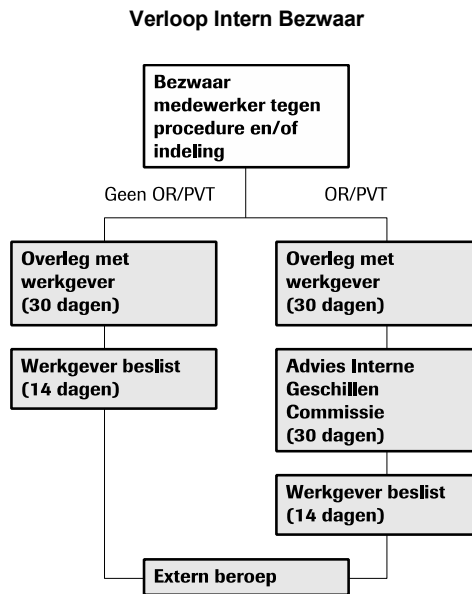 Verloop Intern Bezwaar
Bezwaar
medewerker tegen
procedure en/of
indeling
Geen OR/PVT
OR/PVT
Overleg met
werkgever
(30 dagen)
Werkgever beslist
(14 dagen)
Overleg met
werkgever
(30 dagen)
Advies Interne
Geschillen
Commissie
(30 dagen)
Werkgever beslist
(14 dagen)
Extern beroep